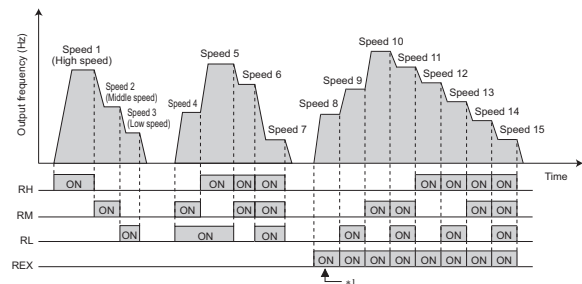 Output frequency (Hz)
Speed 1
(High speed)
Speed 2
(Middle speed)
Speed 3
(Low speed)
Speed 4
Speed 5
Speed 6
Speed 7
Speed 8
Speed 9
Speed 10
Speed 11
Speed 12
Speed 13
Speed 14
Speed 15
Time
RH ON ON ON ON ON ON ON ON
RM ON ON ON ON ON ON ON ON
RL ON ON ON ON ON ON ON
REX ON ON ON ON ON ON ON ON
*1